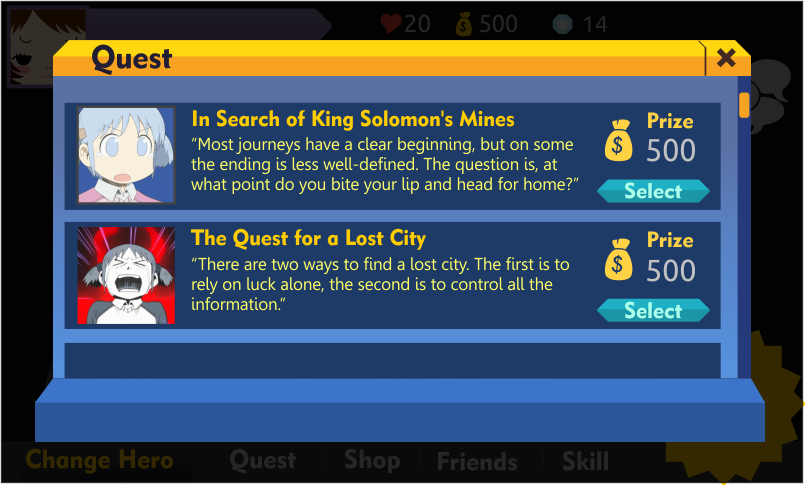 20 500 14
Quest
In Search of King Solomon's Mines
“Most journeys have a clear beginning, but on some
the ending is less well-defined. The question is, at
what point do you bite your lip and head for home?”
Prize
$ 500
Select
The Quest for a Lost City
“There are two ways to find a lost city. The first is to
rely on luck alone, the second is to control all the
information.”
Prize
$ 500
Select
Change Hero Quest Shop Friends Skill